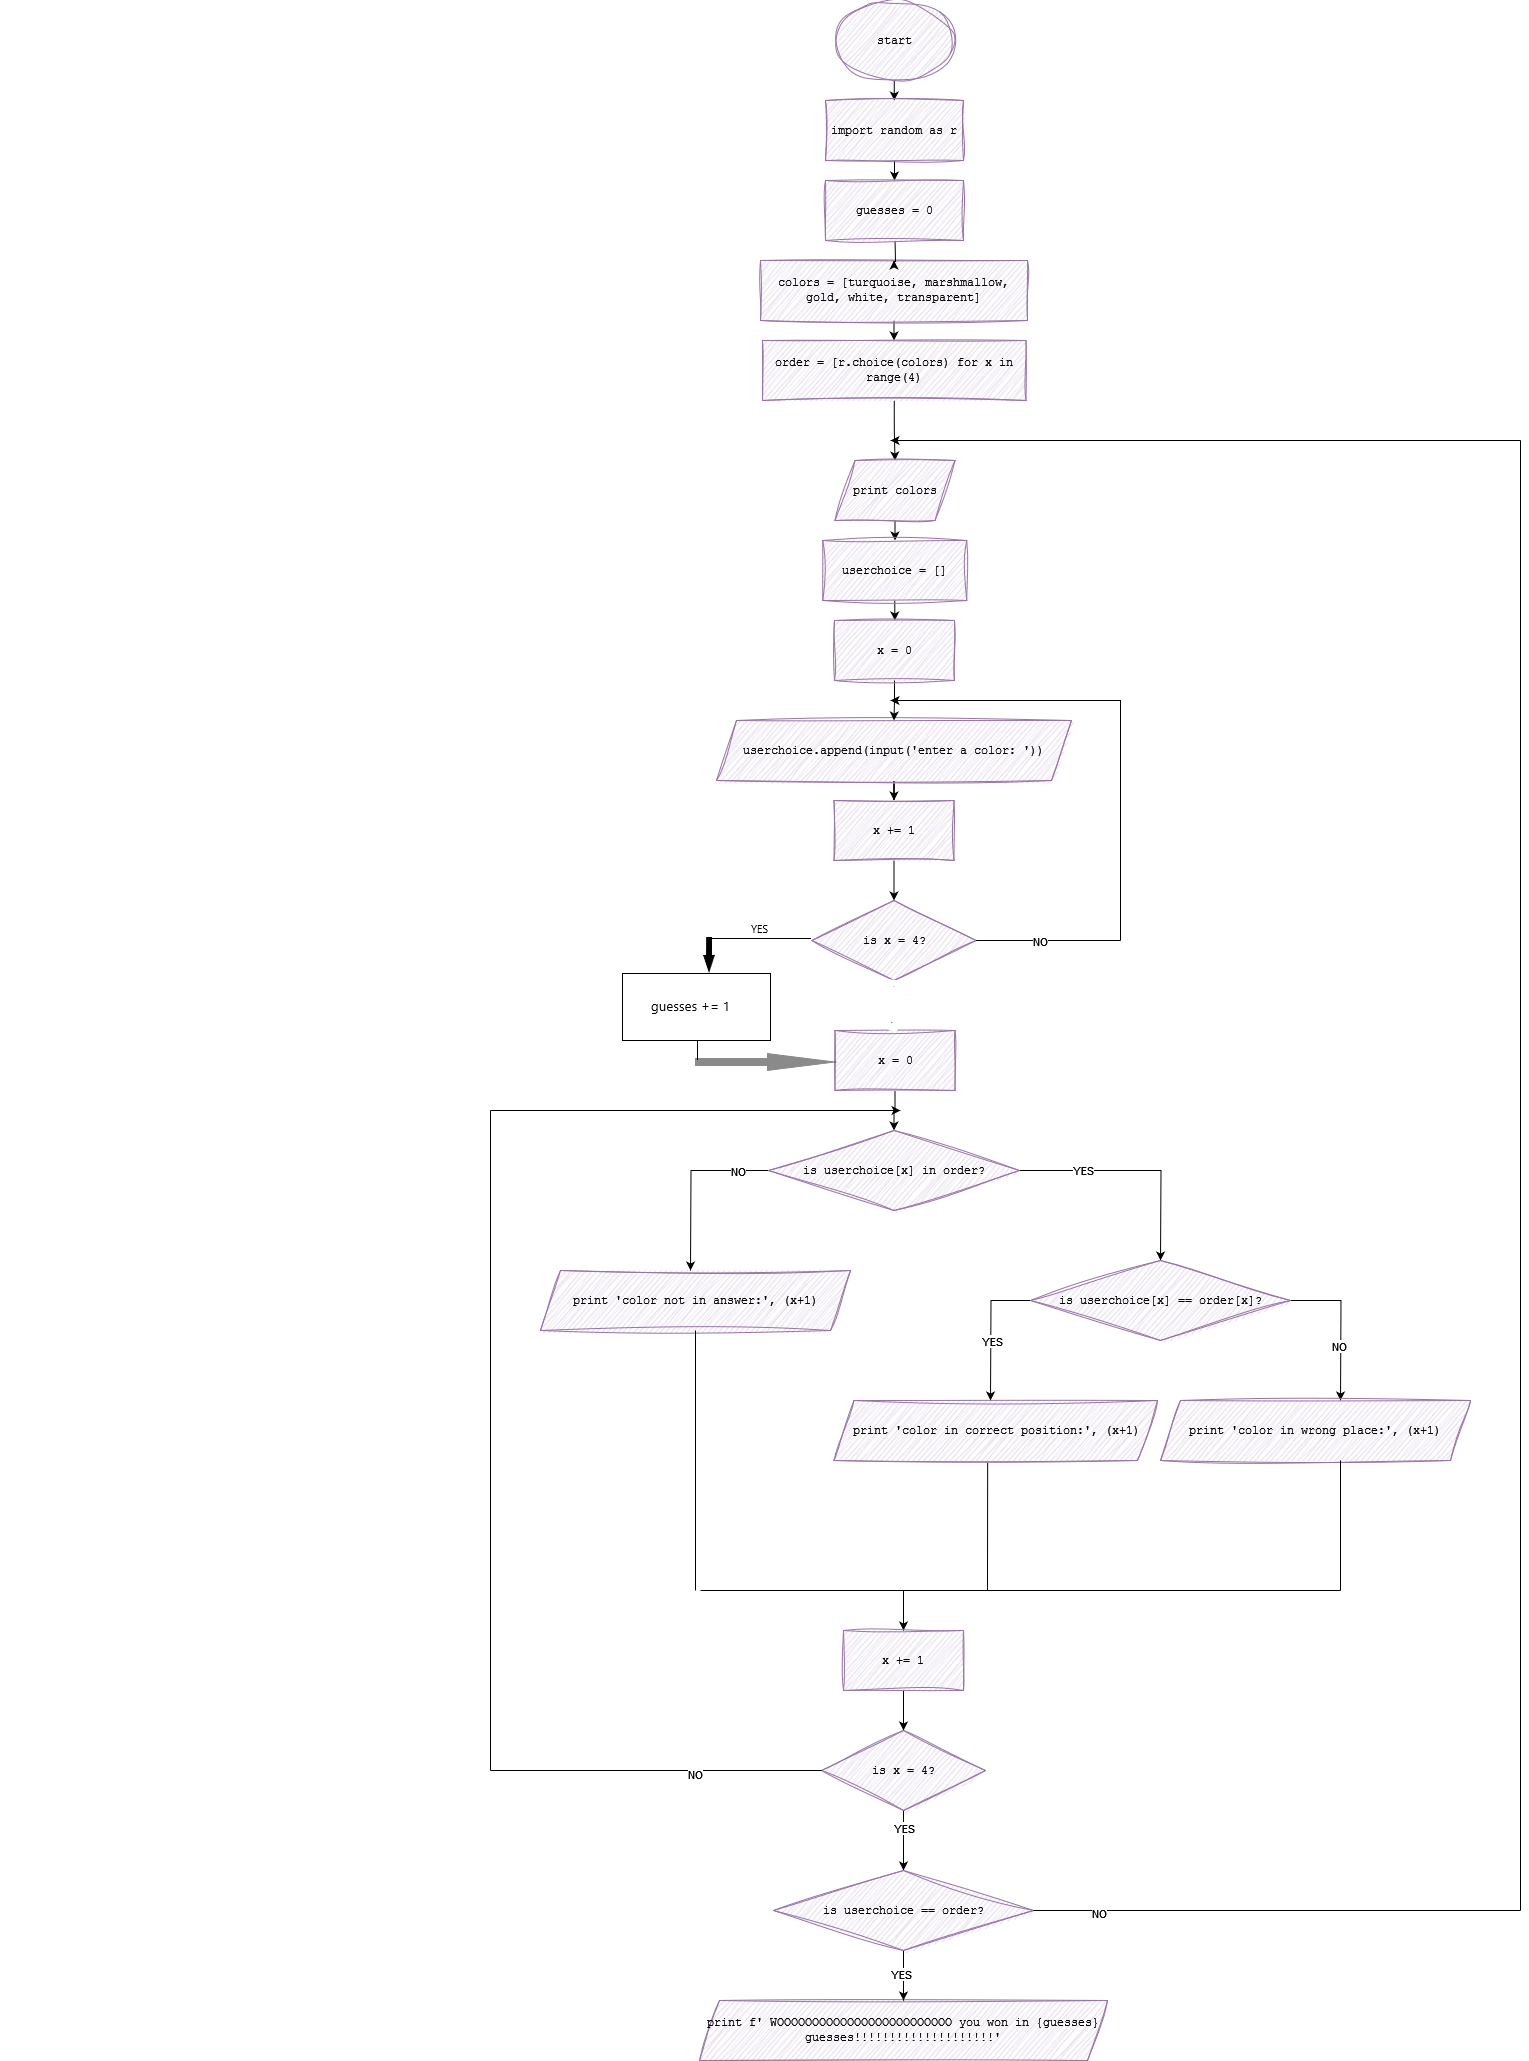 start
import random as r
guesses = 0
colors = [turquoise, marshmallow,
gold, white, transparent]
order = [r.choice(colors) for x in
range(4)
print colors
userchoice = []
x = 0
userchoice.append(input('enter a color: '))
x += 1
is x = 4?
YES
NO
guesses += 1
x = 0
is userchoice[x] in order?
NO
YES
print 'color not in answer:', (x+1)
is userchoice[x] == order[x]?
YES
NO
print 'color in correct position:', (x+1)
print 'color in wrong place:', (x+1)
x += 1
is x = 4?
NO
YES
is userchoice == order?
NO
YES
print f' WOOOOOOOOOOOOOOOOOOOOOOOOO you won in {guesses}
guesses!!!!!!!!!!!!!!!!!!!!'